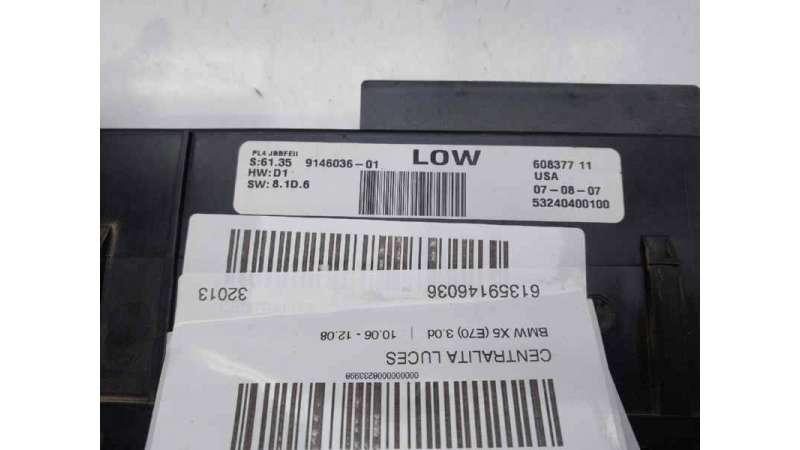 PL4 JBBFEII
S:61.35 9146036-01 LOW 608377 11
HW:D1 USA
SW:8.1D.6 07-08-07
53240400100
CENTRALITA LUCES
BMW X5 (E70) 3.0d | 10.06 - 12.08
61359146036 32013